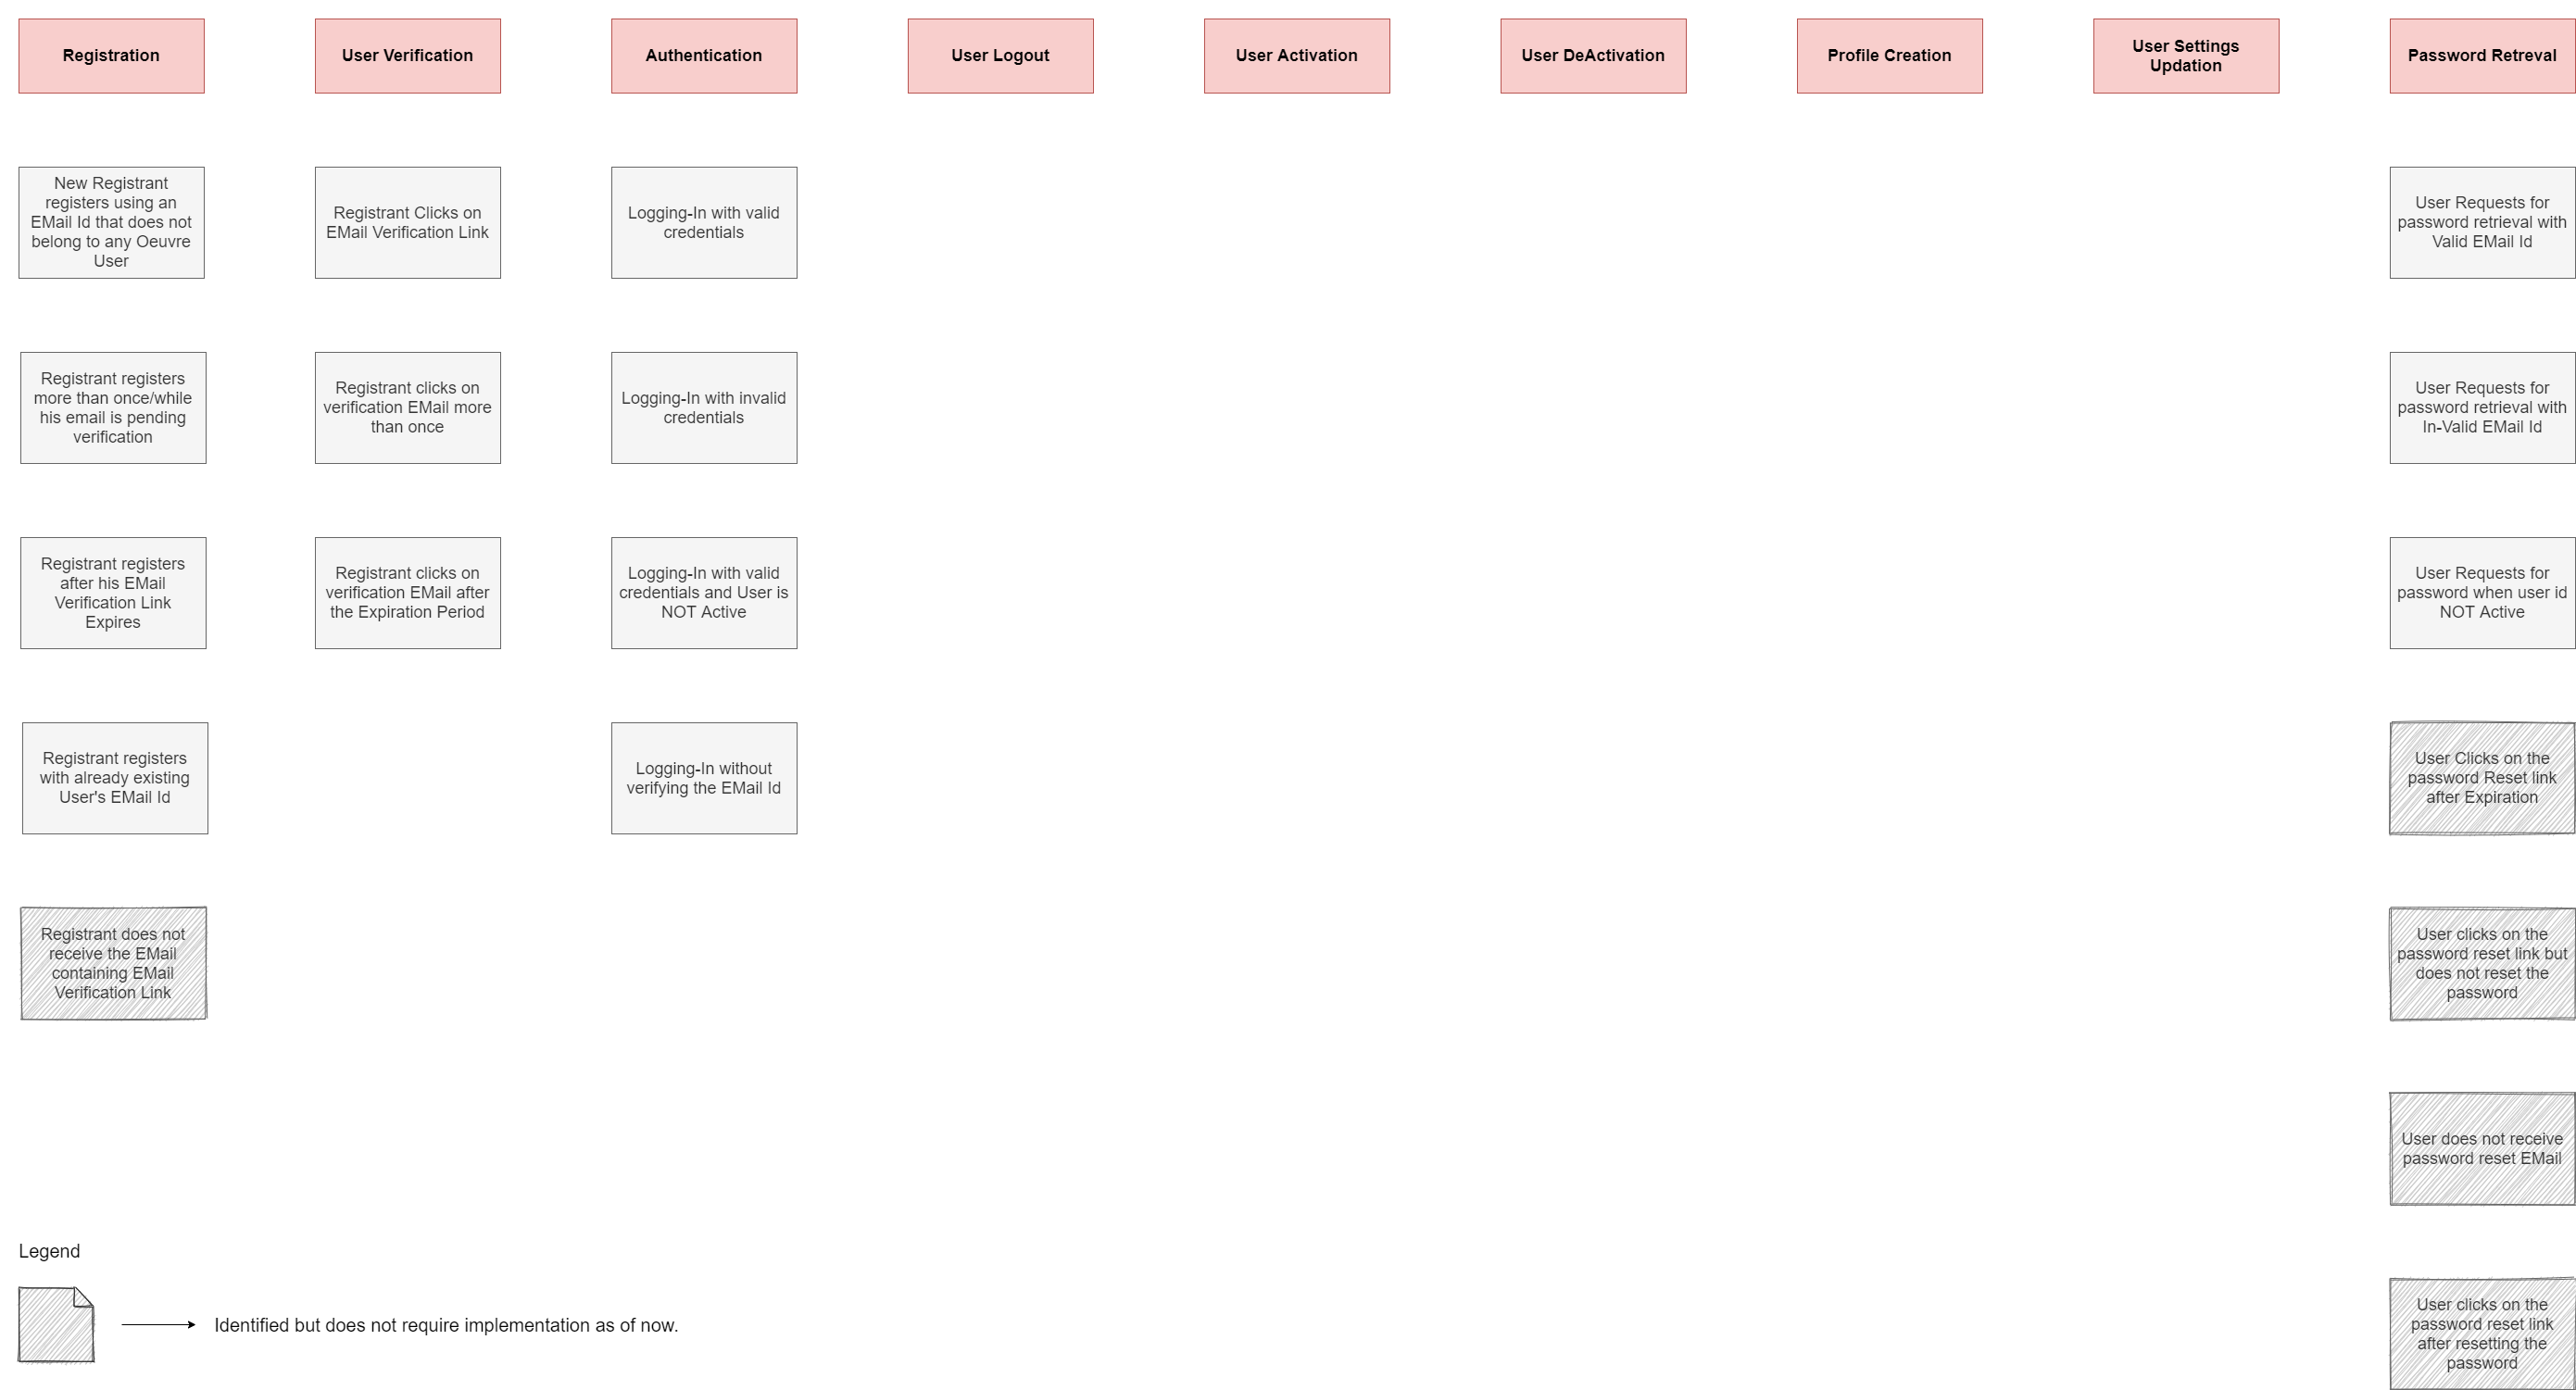 Registration
User Verification
Authentication
User Logout
User Activation
User DeActivation
Profile Creation
User Settings
Updation
Password Retreval
New Registrant
registers using an
EMail Id that does not
belong to any Oeuvre
User
Registrant Clicks on
EMail Verification Link
Logging-In with valid
credentials
User Requests for
password retrieval with
Valid EMail Id
Registrant registers
more than once/while
his email is pending
verification
Registrant clicks on
verification EMail more
than once
Logging-In with invalid
credentials
User Requests for
password retrieval with
In-Valid EMail Id
Registrant registers
after his EMail
Verification Link
Expires
Registrant clicks on
verification EMail after
the Expiration Period
Logging-In with valid
credentials and User is
NOT Active
User Requests for
password when user id
NOT Active
Registrant registers
with already existing
User's EMail Id
Logging-In without
verifying the EMail Id
User Clicks on the
password Reset link
after Expiration
Registrant does not
receive the EMail
containing EMail
Verification Link
User clicks on the
password reset link but
does not reset the
password
User does not receive
password reset EMail
Legend
Identified but does not require implementation as of now.
User clicks on the
password reset link
after resetting the
password